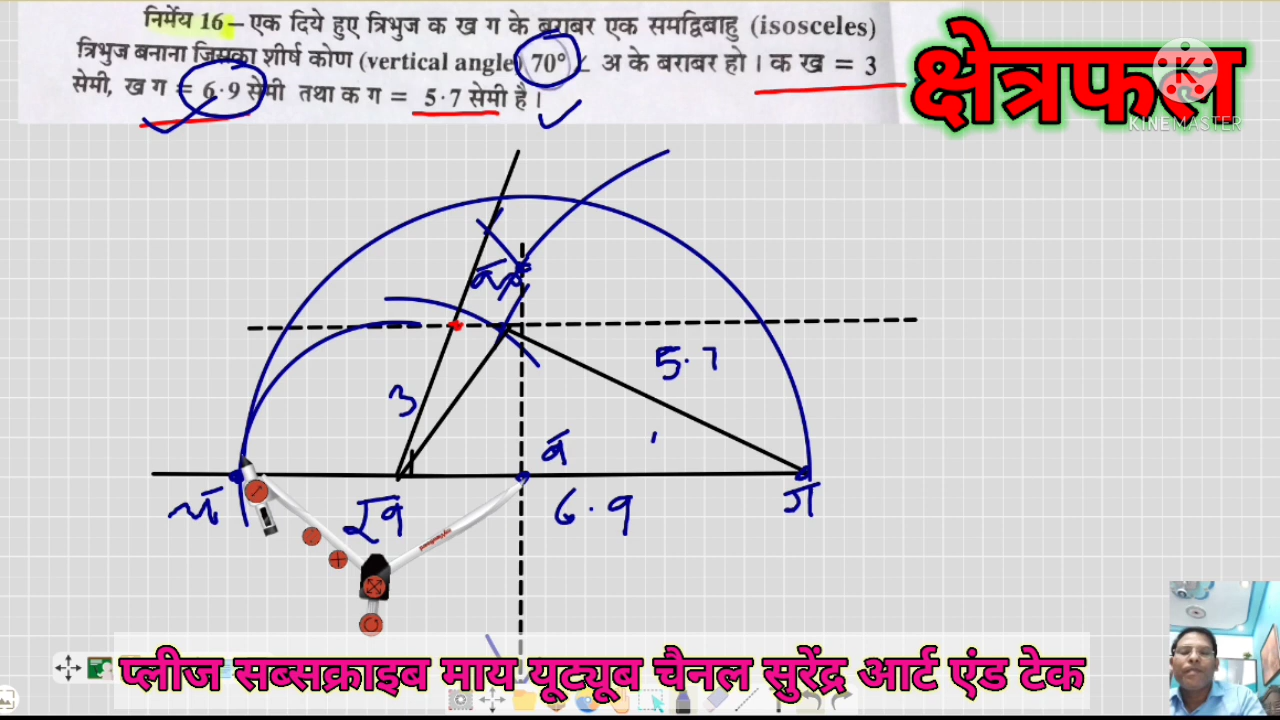 निर्मेय 16 – एक दिये हुए त्रिभुज क ख ग के बराबर एक समद्विबाहु (isosceles)
त्रिभुज बनाना जिसका शीर्ष कोण (vertical angle) 70° ∠ अ के बराबर हो । क ख = 3
सेमी, ख ग = 6·9 सेमी तथा क ग = 5·7 सेमी है ।
क्षेत्रफल
K
KINEMASTER
क
5·7
3
ब
ख
6·9
ग
प्लीज सब्सक्राइब माय यूट्यूब चैनल सुरेंद्र आर्ट एंड टेक